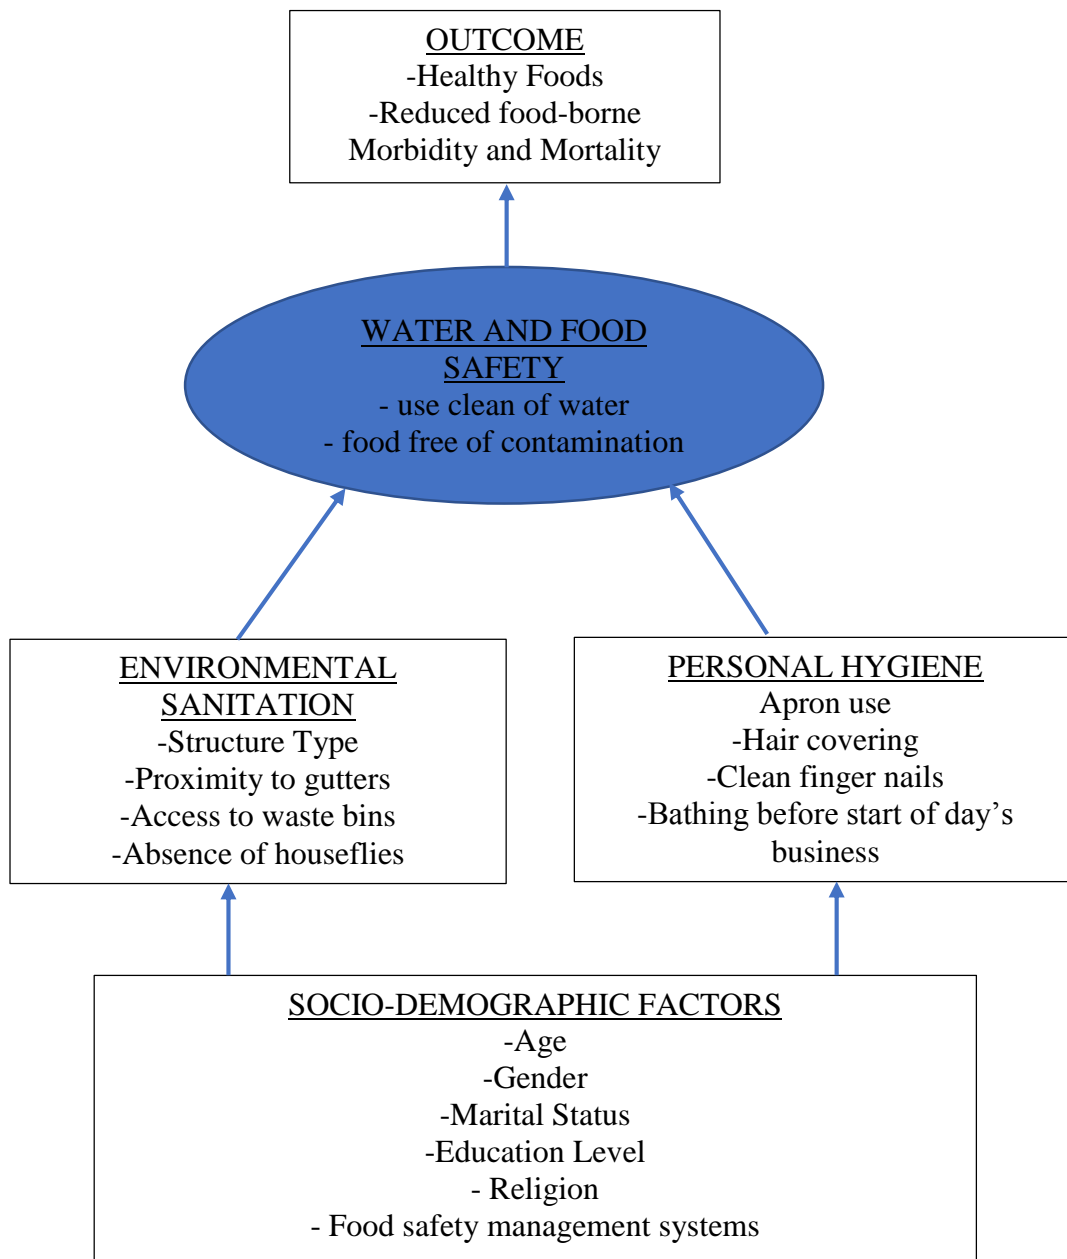 OUTCOME
-Healthy Foods
-Reduced food-borne
Morbidity and Mortality
WATER AND FOOD
SAFETY
- use clean of water
- food free of contamination
ENVIRONMENTAL
SANITATION
-Structure Type
-Proximity to gutters
-Access to waste bins
-Absence of houseflies
PERSONAL HYGIENE
Apron use
-Hair covering
-Clean finger nails
-Bathing before start of day’s
business
SOCIO-DEMOGRAPHIC FACTORS
-Age
-Gender
-Marital Status
-Education Level
- Religion
- Food safety management systems